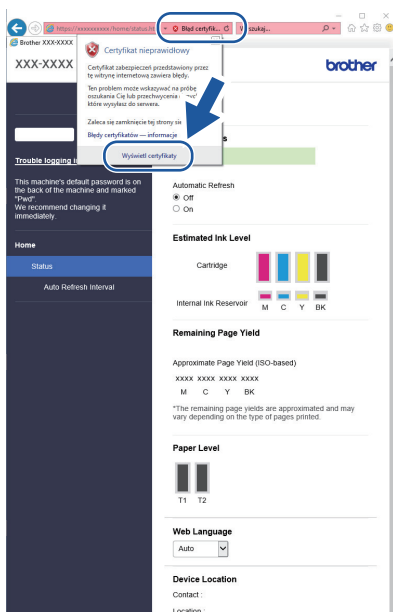 https://xxxxxxxxxx/home/status.ht
Błąd certyfik...
szukaj...
Brother XXX-XXXX
Certyfikat nieprawidłowy
XXX-XXXX
brother
Certyfikat zabezpieczeń przedstawiony przez
tę witrynę internetową zawiera błędy.
Ten problem może wskazywać na próbę
oszukania Cię lub przechwycenia
które wysyłasz do serwera.
Zaleca się zamknięcie tej strony
Błędy certyfikatów — informacje
Wyświetl certyfikaty
Trouble logging
This machine's default password is on
the back of the machine and marked
"Pwd".
We recommend changing it
immediately.
Automatic Refresh
Off
On
Home
Status
Auto Refresh Interval
Estimated Ink Level
Cartridge
Internal Ink Reservoir
M C Y BK
Remaining Page Yield
Approximate Page Yield (ISO-based)
xxxx xxxx xxxx xxxx
M C Y BK
*The remaining page yields are approximated and may
vary depending on the type of pages printed.
Paper Level
T1 T2
Web Language
Auto
Device Location
Contact :
Location :